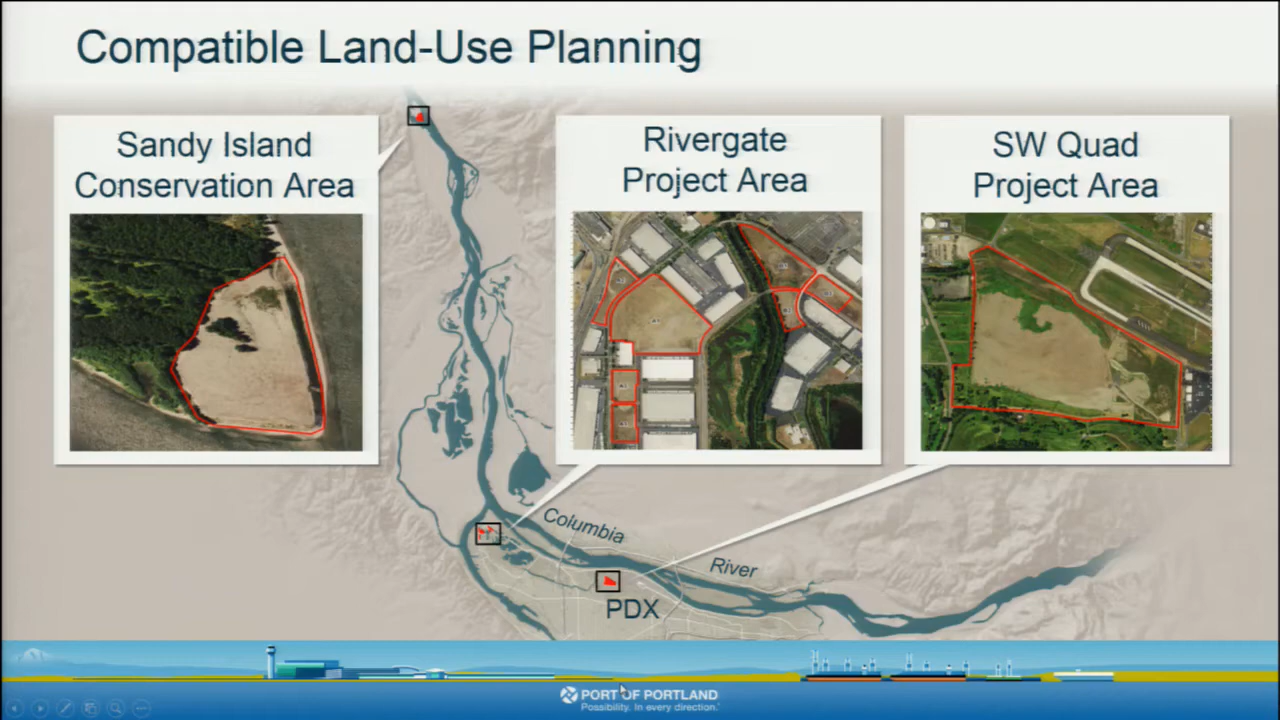 Compatible Land-Use Planning
Sandy Island
Conservation Area
Rivergate
Project Area
SW Quad
Project Area
Columbia
River
PDX
PORT OF PORTLAND
Possibility. In every direction.